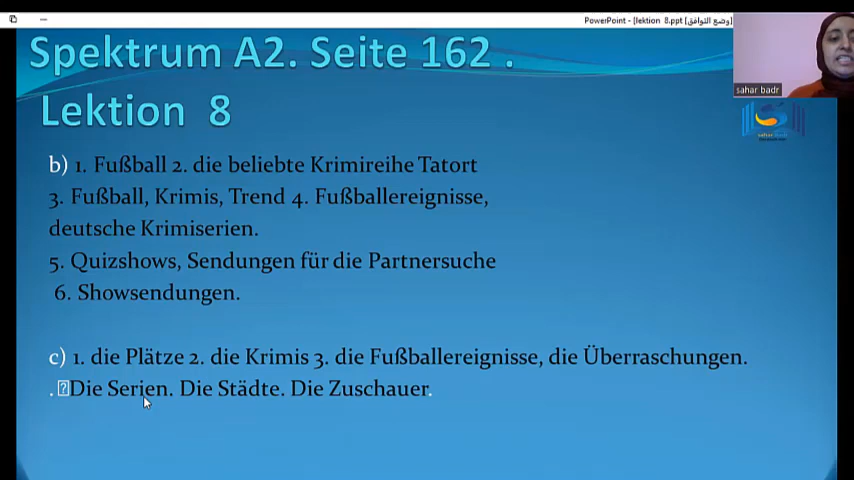 PowerPoint - [lektion 8.ppt [وضع التوافق]
Spektrum A2. Seite 162 .
Lektion 8
sahar badr
b) 1. Fußball 2. die beliebte Krimireihe Tatort
3. Fußball, Krimis, Trend 4. Fußballereignisse,
deutsche Krimiserien.
5. Quizshows, Sendungen für die Partnersuche
6. Showsendungen.
c) 1. die Plätze 2. die Krimis 3. die Fußballereignisse, die Überraschungen.
. Die Serien. Die Städte. Die Zuschauer.